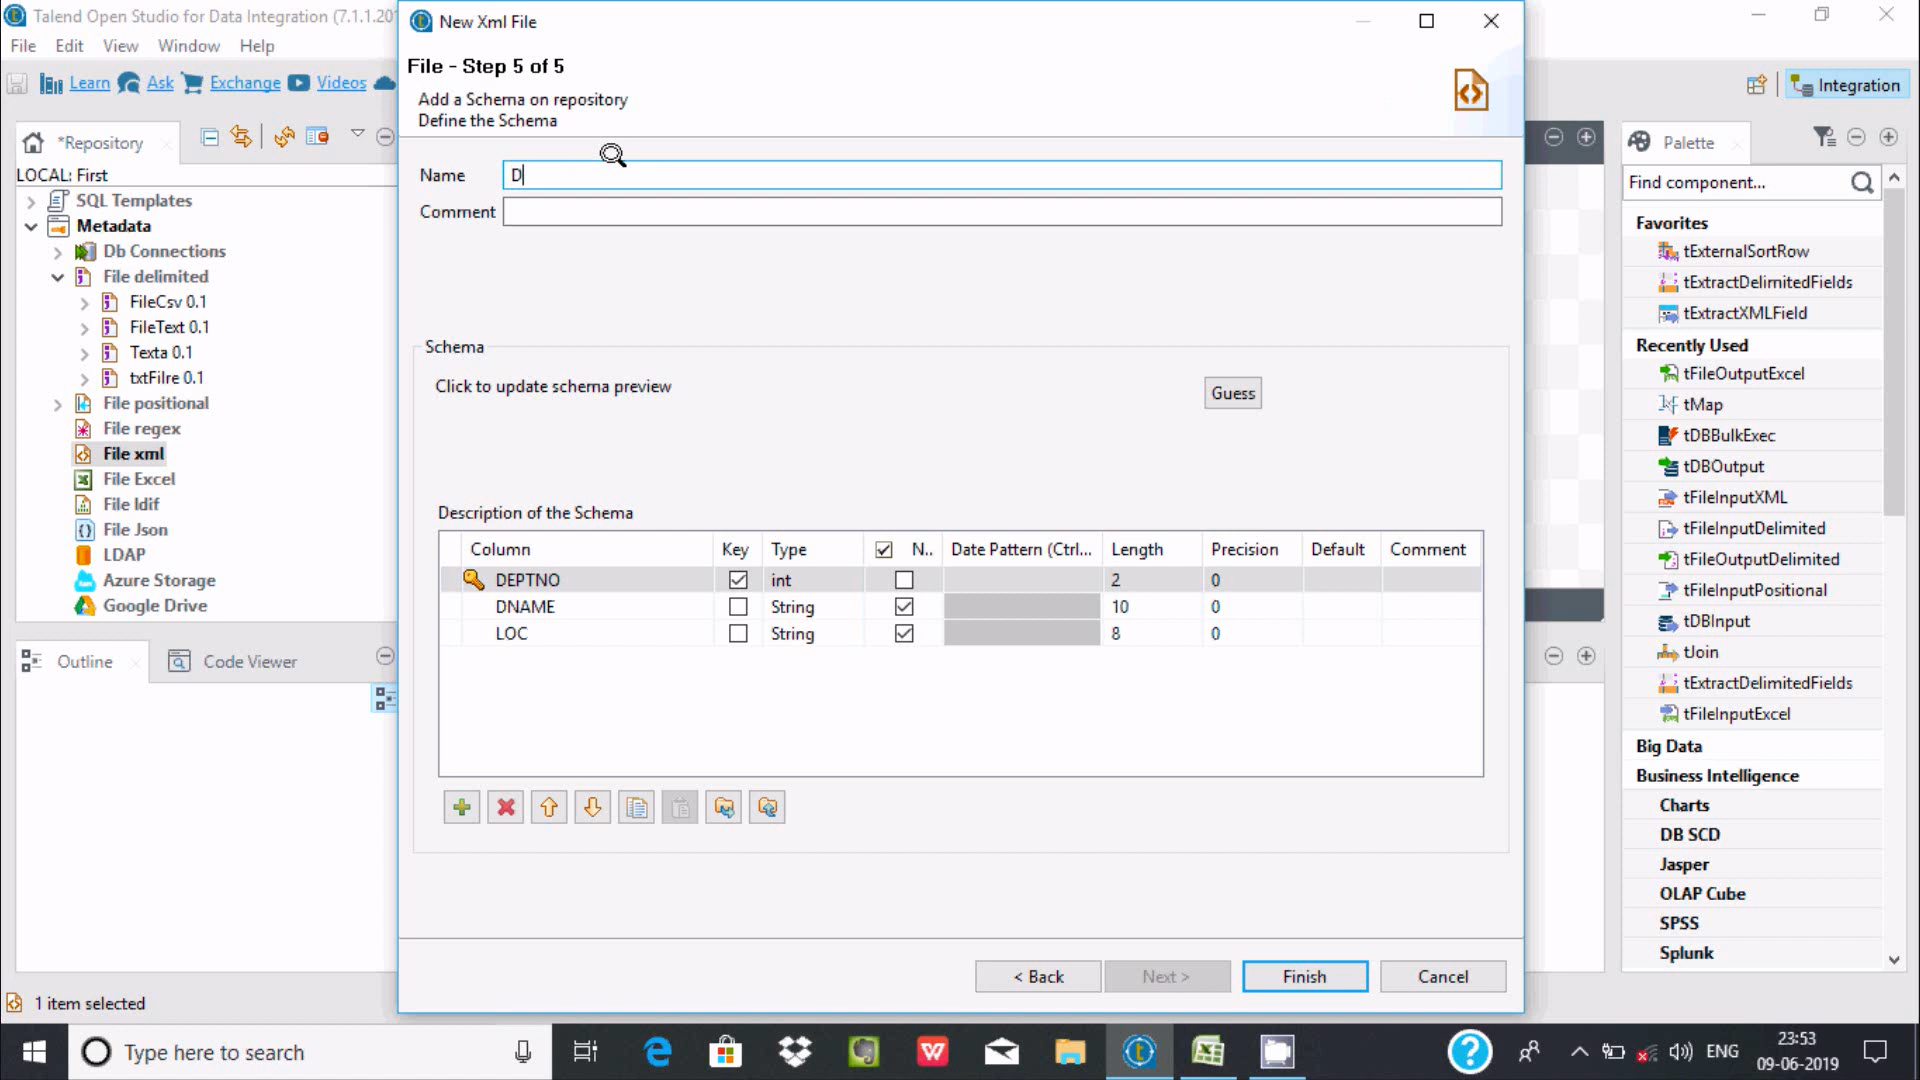 Talend Open Studio for Data Integration (7.1.1.201
File Edit View Window Help
Learn Ask Exchange Videos
Integration
*Repository
LOCAL: First
SQL Templates
Metadata
Db Connections
File delimited
FileCsv 0.1
FileText 0.1
Texta 0.1
txtFilre 0.1
File positional
File regex
File xml
File Excel
File ldif
File Json
LDAP
Azure Storage
Google Drive
Outline Code Viewer
1 item selected
New Xml File
File - Step 5 of 5
Add a Schema on repository
Define the Schema
Name D
Comment
Schema
Click to update schema preview
Guess
Description of the Schema
Column Key Type N.. Date Pattern (Ctrl... Length Precision Default Comment
DEPTNO int 2 0
DNAME String 10 0
LOC String 8 0
< Back Next > Finish Cancel
Palette
Find component...
Favorites
tExternalSortRow
tExtractDelimitedFields
tExtractXMLField
Recently Used
tFileOutputExcel
tMap
tDBBulkExec
tDBOutput
tFileInputXML
tFileInputDelimited
tFileOutputDelimited
tFileInputPositional
tDBInput
tJoin
tExtractDelimitedFields
tFileInputExcel
Big Data
Business Intelligence
Charts
DB SCD
Jasper
OLAP Cube
SPSS
Splunk
Type here to search
ENG
23:53
09-06-2019